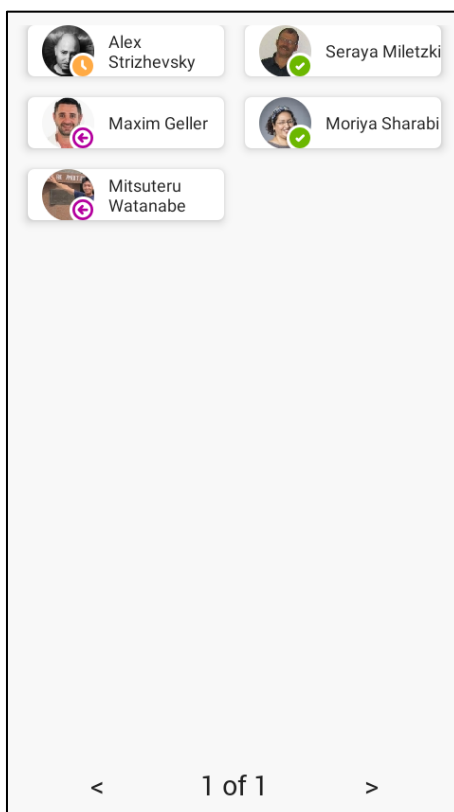 Alex
Strizhevsky
Seraya Miletzki
Maxim Geller
Moriya Sharabi
Mitsuteru
Watanabe
< 1 of 1 >